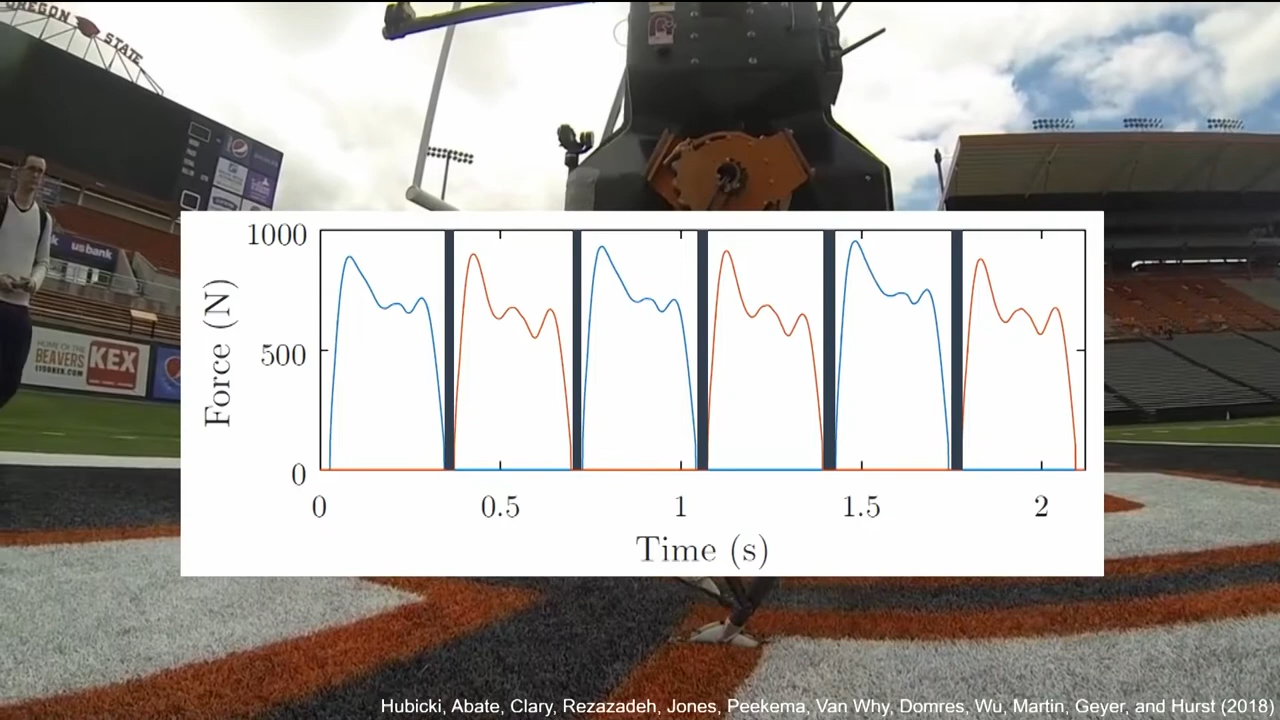 OREGON
STATE
us bank
HOME OF THE
BEAVERS
KEX
1000
500
0
Force (N)
0 0.5 1 1.5 2
Time (s)
Hubicki, Abate, Clary, Rezazadeh, Jones, Peekema, Van Why, Domres, Wu, Martin, Geyer, and Hurst (2018)